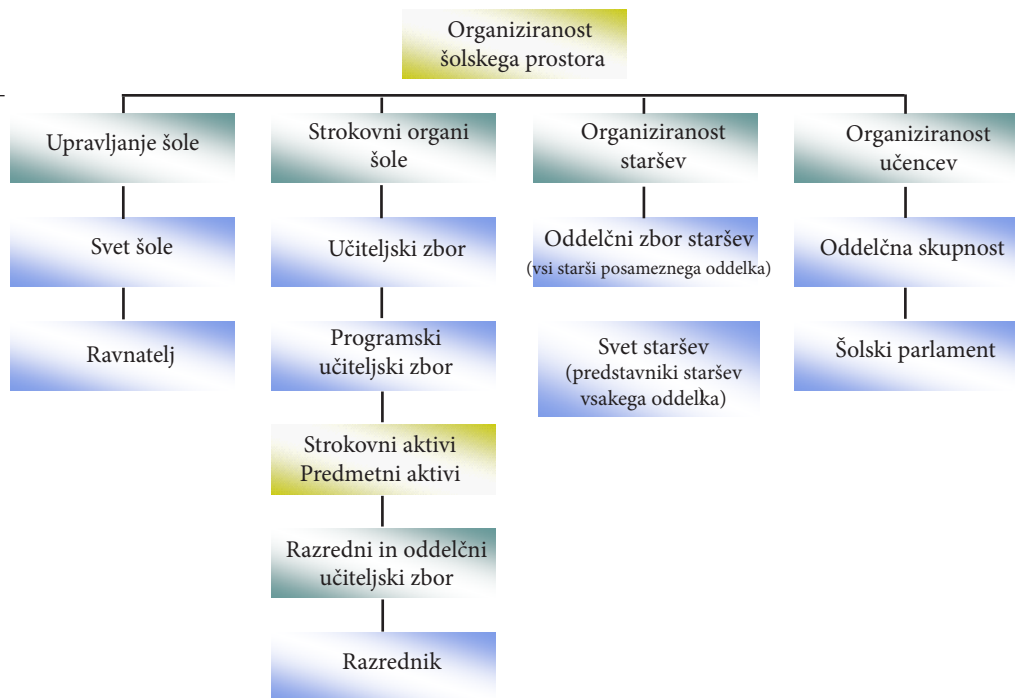 Organiziranost
šolskega prostora
Upravljanje šole
Svet šole
Ravnatelj
Strokovni organi
šole
Učiteljski zbor
Programski
učiteljski zbor
Strokovni aktivi
Predmetni aktivi
Razredni in oddelčni
učiteljski zbor
Razrednik
Organiziranost
staršev
Oddelčni zbor staršev
(vsi starši posameznega oddelka)
Svet staršev
(predstavniki staršev
vsakega oddelka)
Organiziranost
učencev
Oddelčna skupnost
Šolski parlament